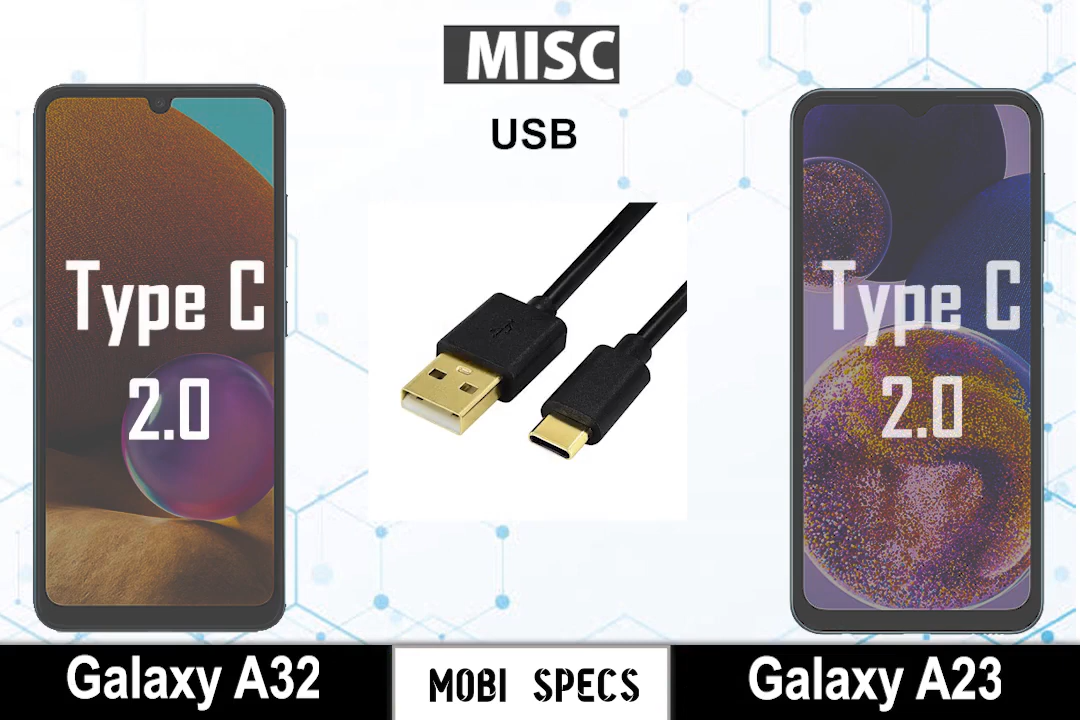 MISC
USB
Type C
2.0
Type C
2.0
Galaxy A32
MOBI SPECS
Galaxy A23